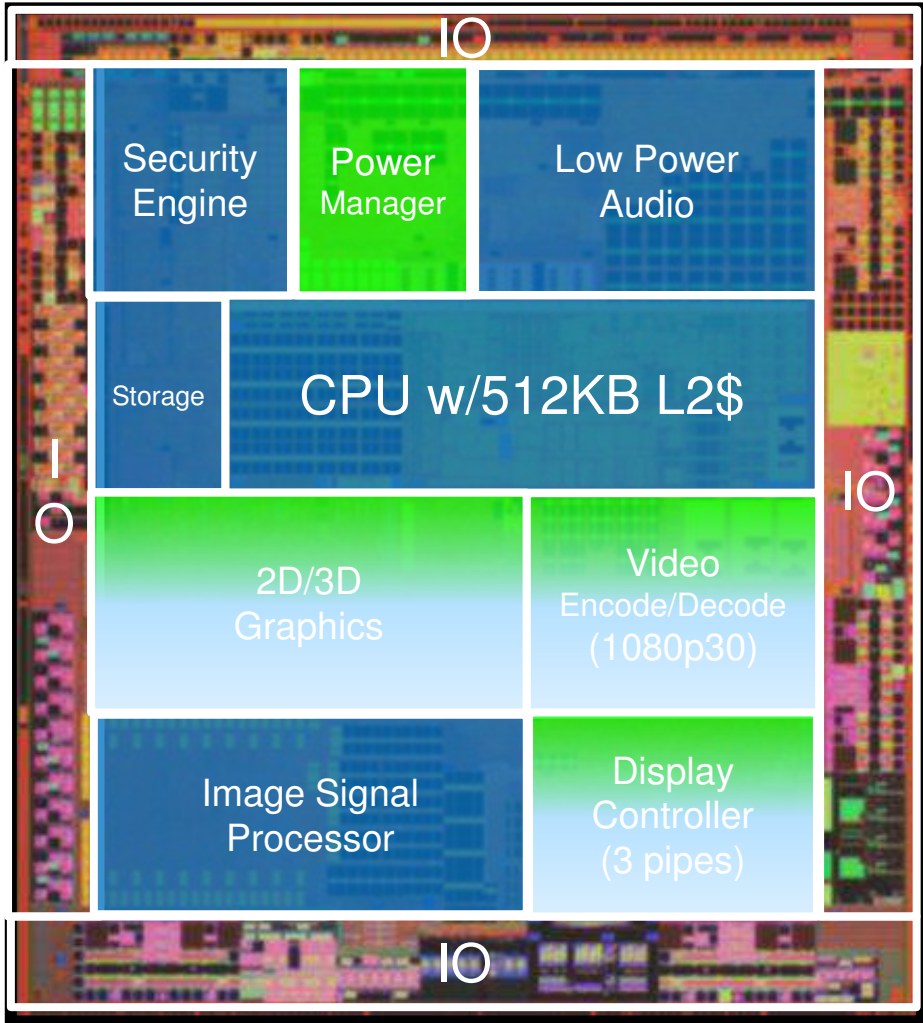 IO
Security
Engine
Power
Manager
Low Power
Audio
Storage
CPU w/512KB L2$
I
O
IO
2D/3D
Graphics
Video
Encode/Decode
(1080p30)
Image Signal
Processor
Display
Controller
(3 pipes)
IO